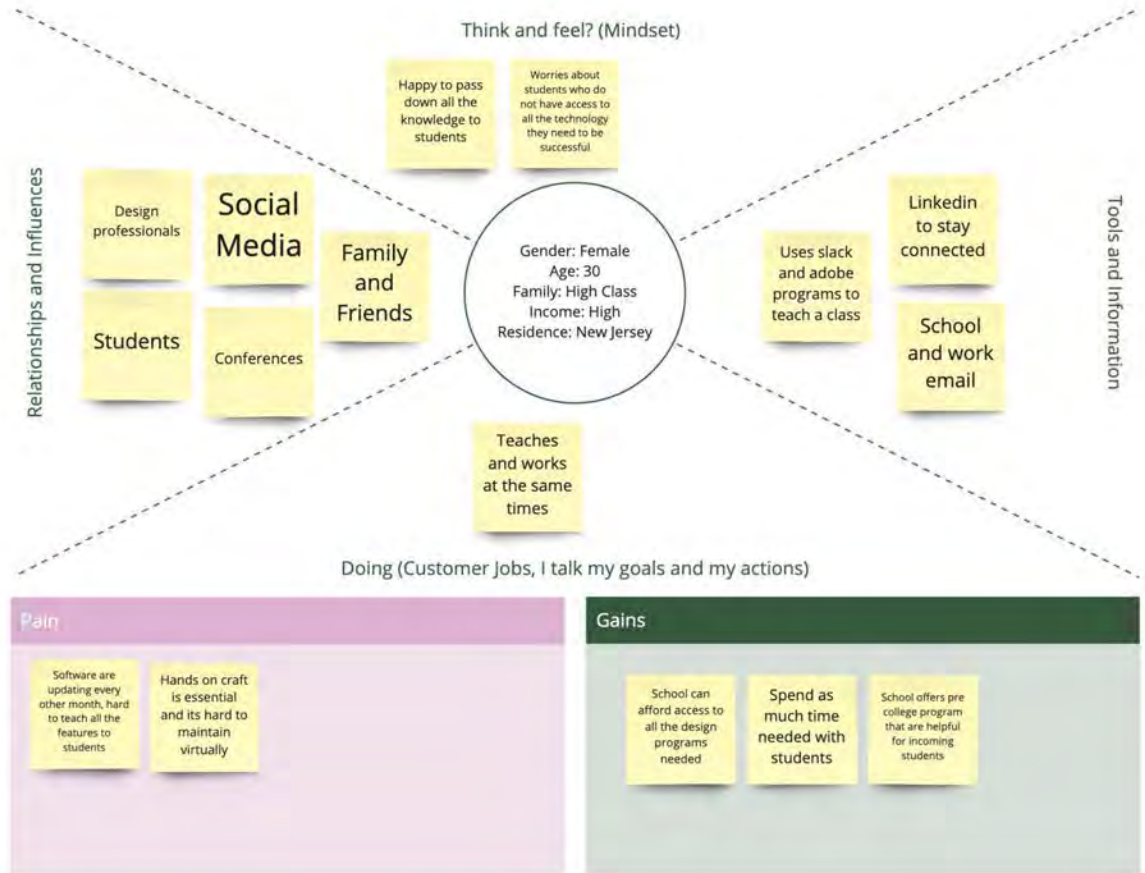 Think and feel? (Mindset)
Happy to pass
down all the
knowledge to
students
Worries about
students who do
not have access to
all the technology
they need to be
successful
Relationships and Influences
Design
professionals
Social
Media
Family
and
Friends
Students
Conferences
Gender: Female
Age: 30
Family: High Class
Income: High
Residence: New Jersey
Uses slack
and adobe
programs to
teach a class
Linkedin
to stay
connected
School
and work
email
Tools and Information
Teaches
and works
at the same
times
Doing (Customer Jobs, I talk my goals and my actions)
Pain
Software are
updating every
other month, hard
to teach all the
features to
students
Hands on craft
is essential
and its hard to
maintain
virtually
Gains
School can
afford access to
all the design
programs
needed
Spend as
much time
needed with
students
School offers pre
college program
that are helpful
for incoming
students